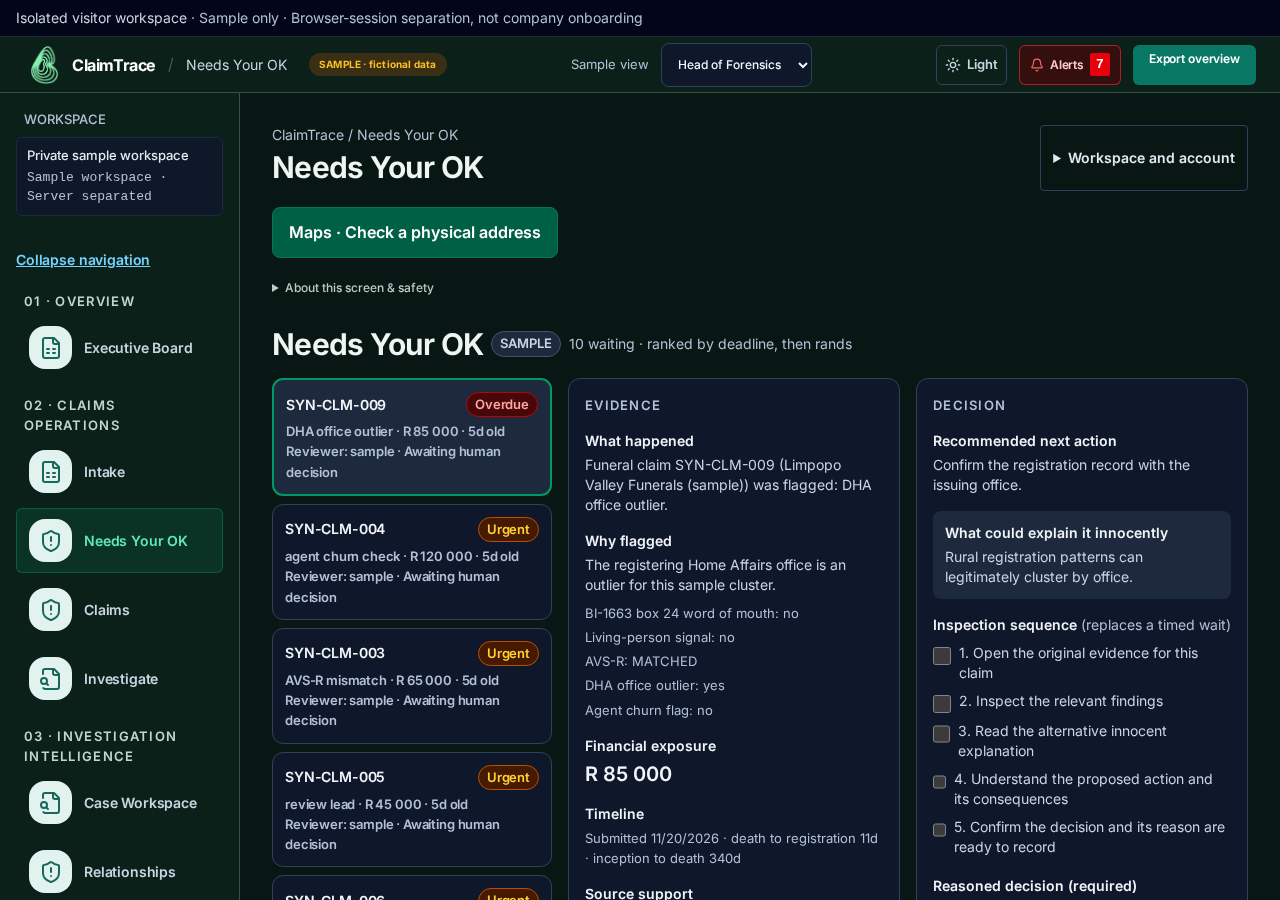 Isolated visitor workspace · Sample only · Browser-session separation, not company onboarding
ClaimTrace / Needs Your OK
SAMPLE · fictional data
Sample view
Head of Forensics
Light
Alerts 7
Export overview
WORKSPACE
Private sample workspace
Sample workspace ·
Server separated
Collapse navigation
01 · OVERVIEW
Executive Board
02 · CLAIMS
OPERATIONS
Intake
Needs Your OK
Claims
Investigate
03 · INVESTIGATION
INTELLIGENCE
Case Workspace
Relationships
ClaimTrace / Needs Your OK
Needs Your OK
Workspace and account
Maps · Check a physical address
About this screen & safety
Needs Your OK SAMPLE 10 waiting · ranked by deadline, then rands
SYN-CLM-009 Overdue
DHA office outlier · R 85 000 · 5d old
Reviewer: sample · Awaiting human
decision
SYN-CLM-004 Urgent
agent churn check · R 120 000 · 5d old
Reviewer: sample · Awaiting human
decision
SYN-CLM-003 Urgent
AVS-R mismatch · R 65 000 · 5d old
Reviewer: sample · Awaiting human
decision
SYN-CLM-005 Urgent
review lead · R 45 000 · 5d old
Reviewer: sample · Awaiting human
decision
SYN-CLM-006 Urgent
EVIDENCE
What happened
Funeral claim SYN-CLM-009 (Limpopo
Valley Funerals (sample)) was flagged: DHA
office outlier.
Why flagged
The registering Home Affairs office is an
outlier for this sample cluster.
BI-1663 box 24 word of mouth: no
Living-person signal: no
AVS-R: MATCHED
DHA office outlier: yes
Agent churn flag: no
Financial exposure
R 85 000
Timeline
Submitted 11/20/2026 · death to registration 11d
· inception to death 340d
Source support
DECISION
Recommended next action
Confirm the registration record with the
issuing office.
What could explain it innocently
Rural registration patterns can
legitimately cluster by office.
Inspection sequence (replaces a timed wait)
1. Open the original evidence for this
claim
2. Inspect the relevant findings
3. Read the alternative innocent
explanation
4. Understand the proposed action and
its consequences
5. Confirm the decision and its reason are
ready to record
Reasoned decision (required)